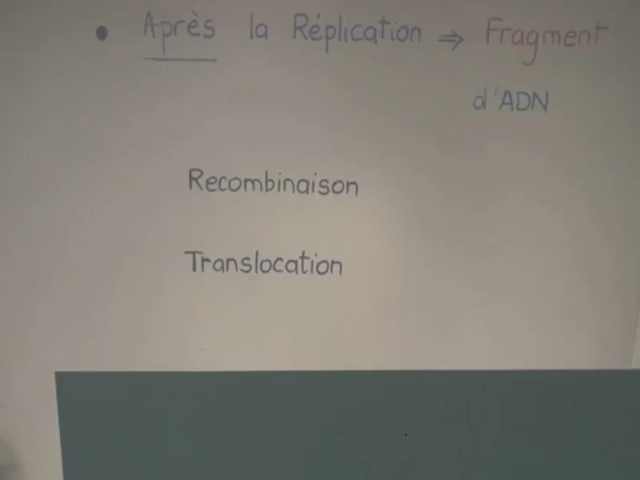 • Après la Réplication ⇒ Fragment
d'ADN
Recombinaison
Translocation